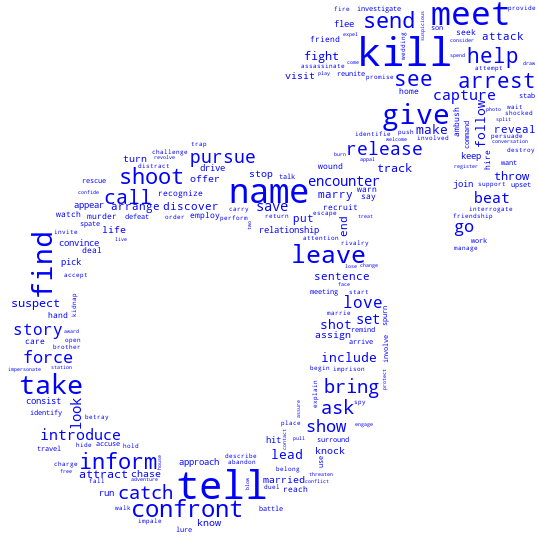 fire investigate provide
send meet
flee son
friend expel seek attack
suspicious
wedding consider
fight kill help
assassinate come spend draw
visit play reunite promise see arrest attempt
home capture stab
give photo wait
ambush follow reveal shocked
identifie push make command split persuade
trap welcome involved conversation
challenge release hire destroy
turn revolve pursue burn appal keep want
distract drive stop wound track register throw
rescue shoot offer talk encounter join support upset
confide call recognize name warn beat
appear arrange discover save marry say interrogate
watch murder defeat order employ carry return put escape recruit treat friendship
spate perform two end go
invite life relationship attention rivalry work
convince live manage
find deal leave
pick lose change
accept sentence
face
suspect kidnap meeting start love
hand marrie spurn
story award shot set
care open assign remind
force brother arrive involve
impersonate station include
take begin imprison protect
bring
consist look explain spy
identify betray assure ask
introduce place show engage
hide accuse hold hit contact pull surround
travel knock
inform approach describe lead use
charge house abandon belong
free attract chase tell threaten
fall adventure married conflict
run catch blow duel reach
walk confront battle
impale know
lure